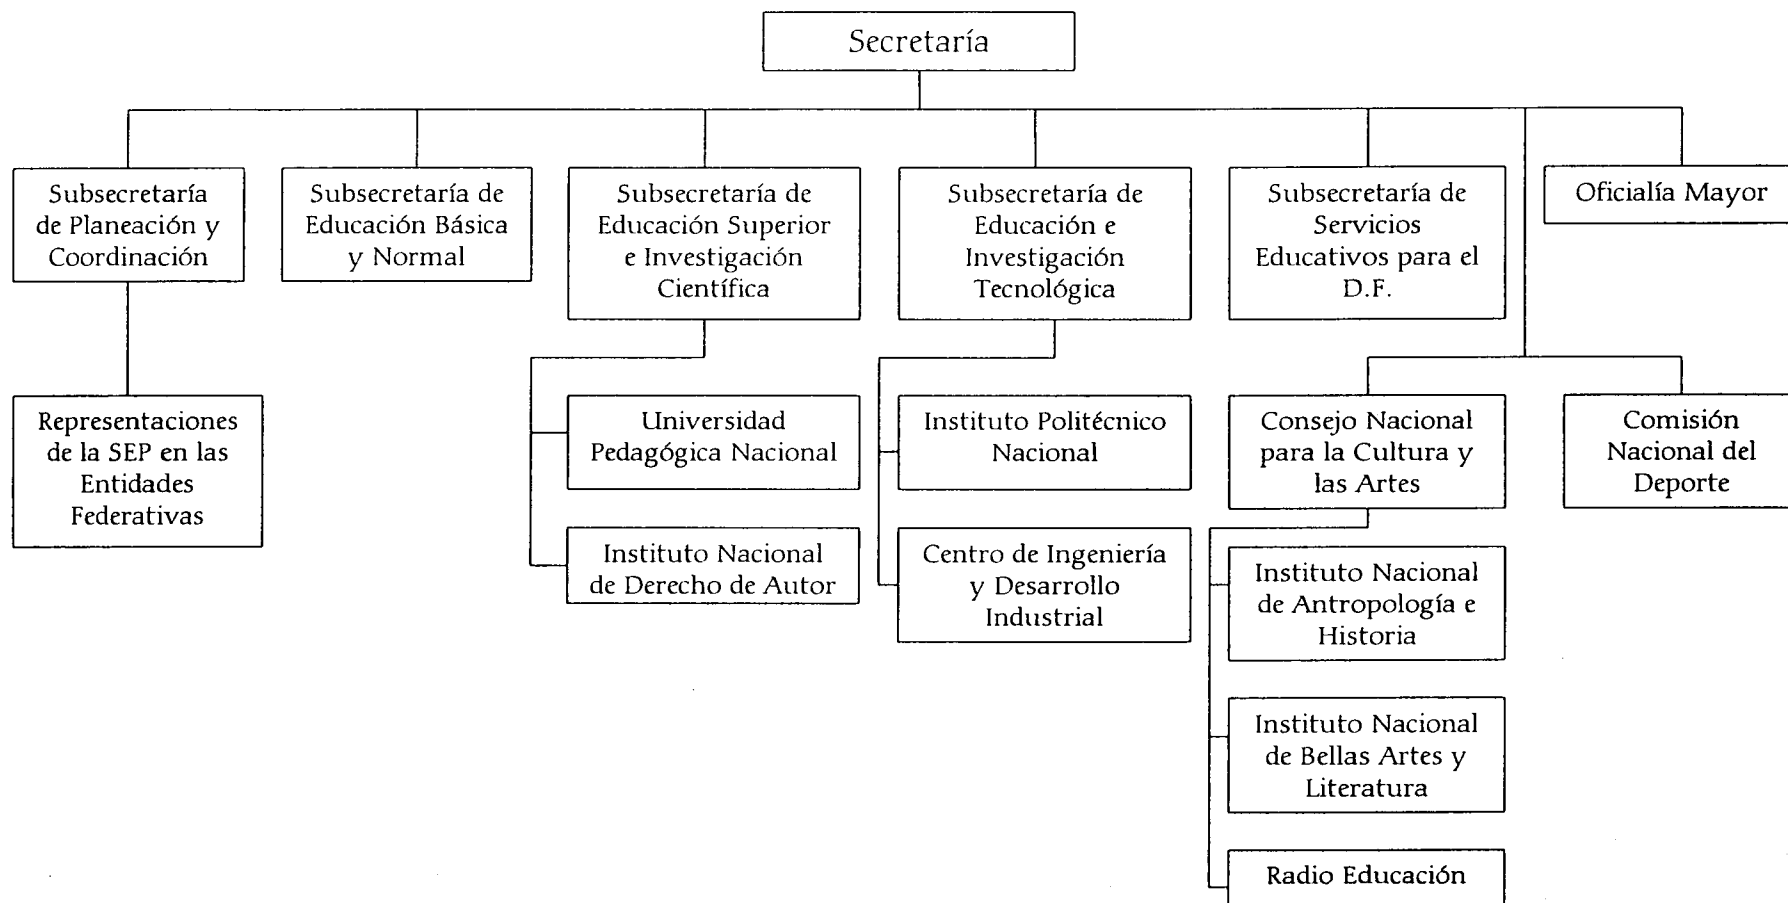 Secretaría
Subsecretaría
de Planeación y
Coordinación
Subsecretaría de
Educación Básica
y Normal
Subsecretaría de
Educación Superior
e Investigación
Científica
Subsecretaría de
Educación e
Investigación
Tecnológica
Subsecretaría de
Servicios
Educativos para el
D.F.
Oficialía Mayor
Representaciones
de la SEP en las
Entidades
Federativas
Universidad
Pedagógica Nacional
Instituto Nacional
de Derecho de Autor
Instituto Politécnico
Nacional
Centro de Ingeniería
y Desarrollo
Industrial
Consejo Nacional
para la Cultura y
las Artes
Instituto Nacional
de Antropología e
Historia
Instituto Nacional
de Bellas Artes y
Literatura
Radio Educación
Comisión
Nacional del
Deporte